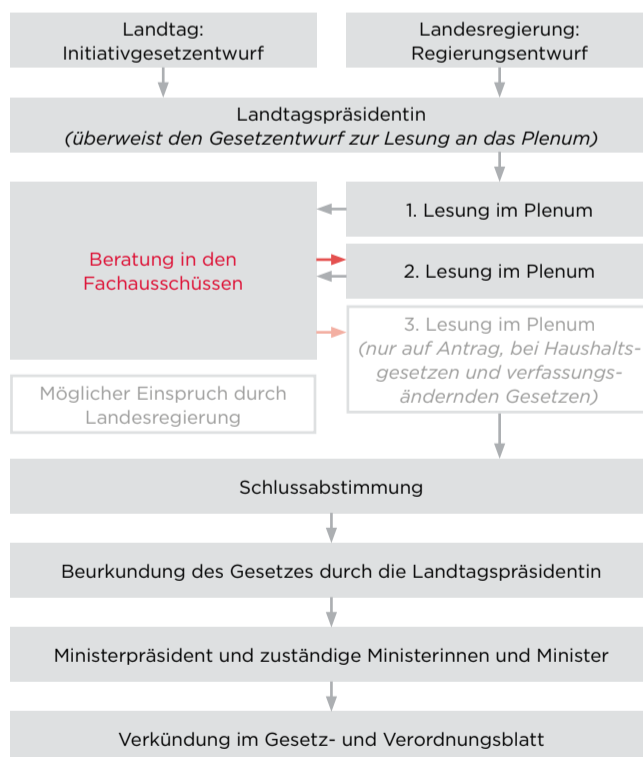 Landtag:
Initiativgesetzentwurf
Landesregierung:
Regierungsentwurf
Landtagspräsidentin
(überweist den Gesetzentwurf zur Lesung an das Plenum)
1. Lesung im Plenum
Beratung in den
Fachausschüssen
2. Lesung im Plenum
3. Lesung im Plenum
(nur auf Antrag, bei Haushalts-
gesetzen und verfassungs-
ändernden Gesetzen)
Möglicher Einspruch durch
Landesregierung
Schlussabstimmung
Beurkundung des Gesetzes durch die Landtagspräsidentin
Ministerpräsident und zuständige Ministerinnen und Minister
Verkündung im Gesetz- und Verordnungsblatt